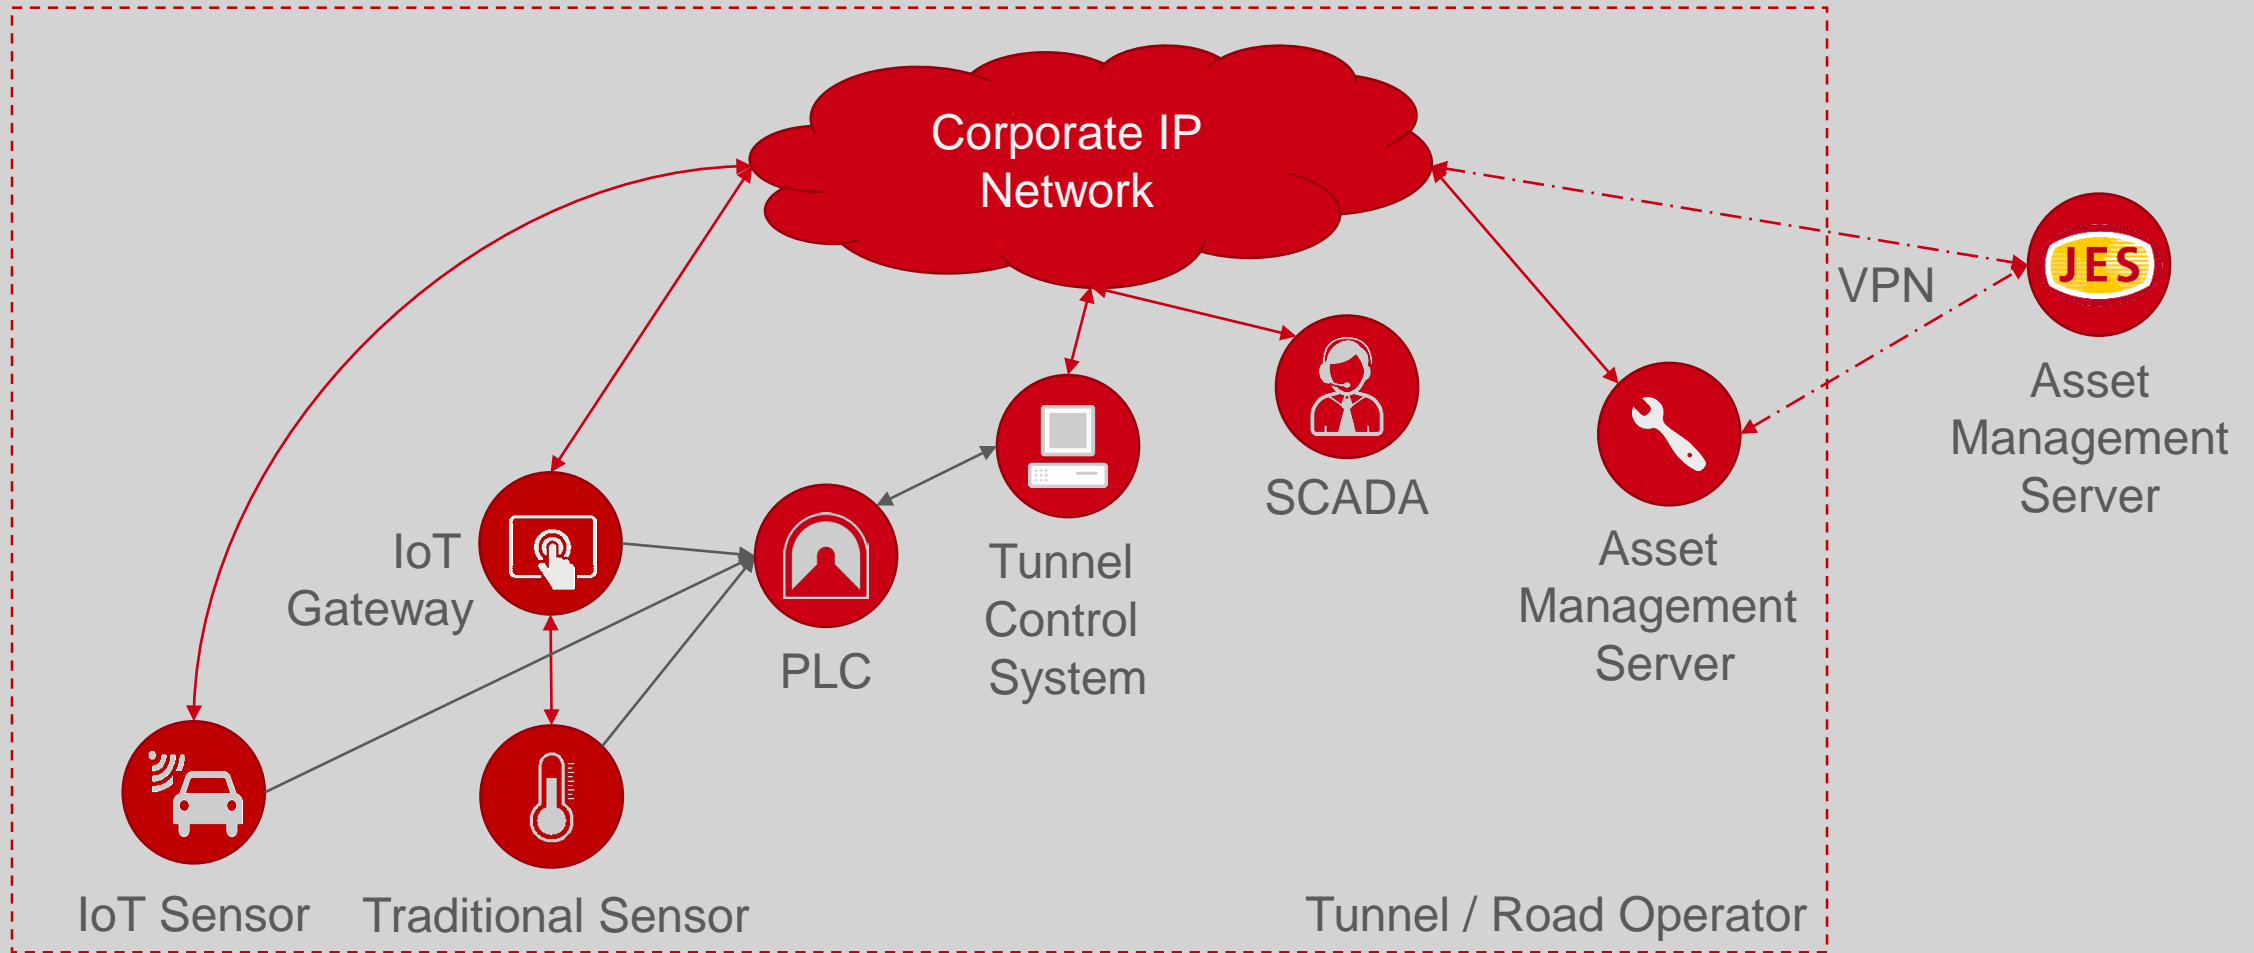 Corporate IP
Network
JES
VPN
Asset
Management
Server
SCADA
IoT
Gateway
PLC
Tunnel
Control
System
Asset
Management
Server
IoT Sensor
Traditional Sensor
Tunnel / Road Operator